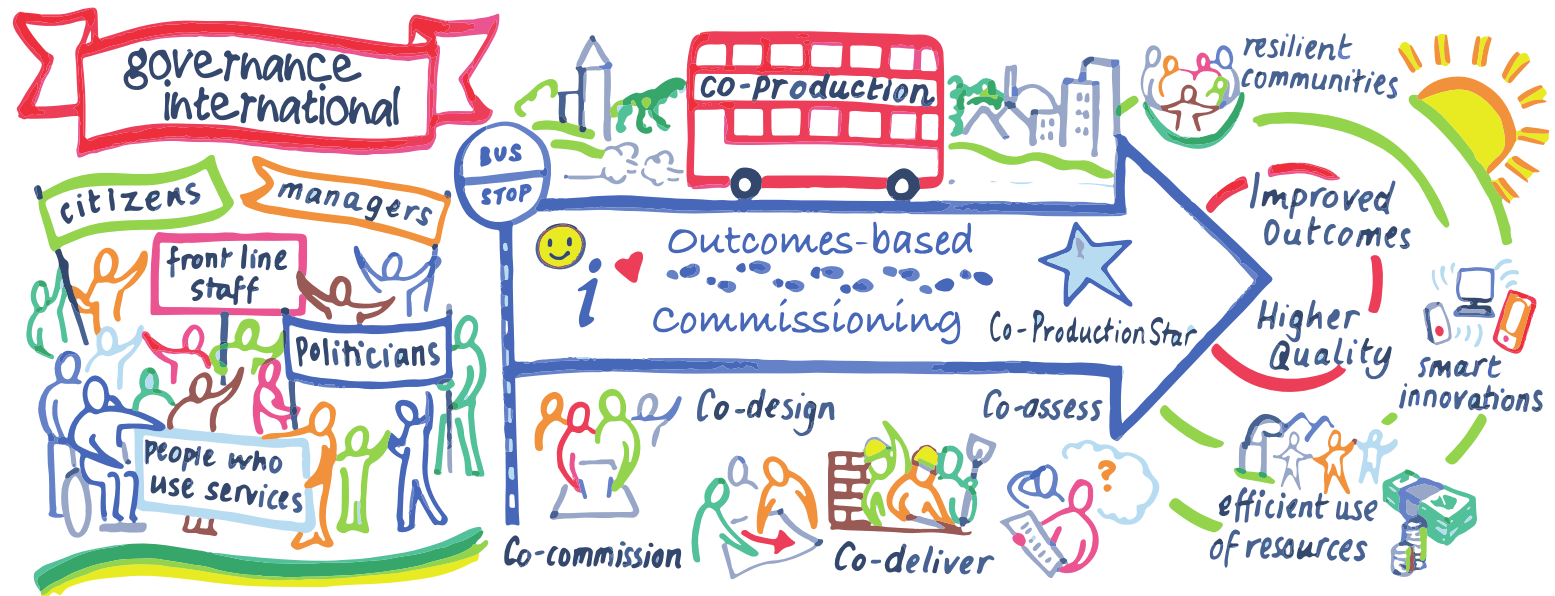 governance
international
citizens
managers
front line
staff
Politicians
people who
use services
BUS
STOP
co-production
i
Outcomes-based
Commissioning
Co-Production Star
Co-commission
Co-design
Co-deliver
Co-assess
?
resilient
communities
Improved
Outcomes
Higher
Quality
smart
innovations
efficient use
of resources